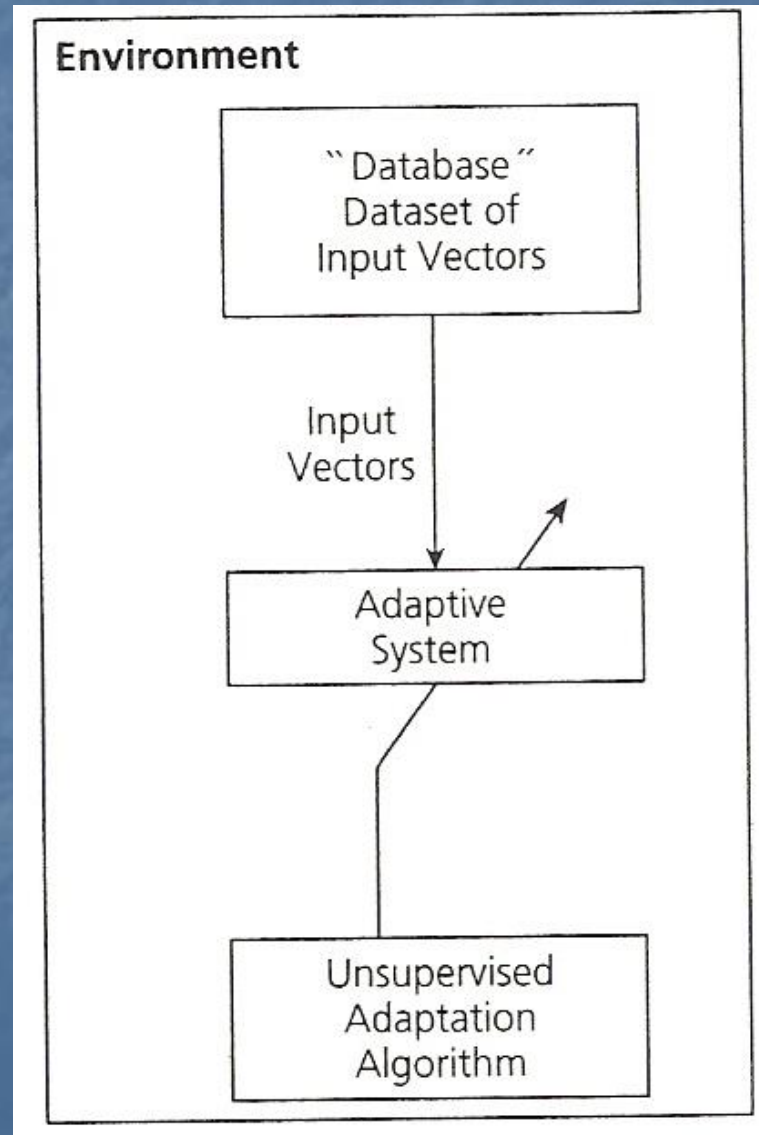 Environment
``Database´´
Dataset of
Input Vectors
Input
Vectors
Adaptive
System
Unsupervised
Adaptation
Algorithm